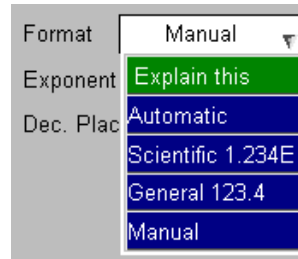 Format Manual
Exponent Explain this
Dec. Plac Automatic
Scientific 1.234E
General 123.4
Manual